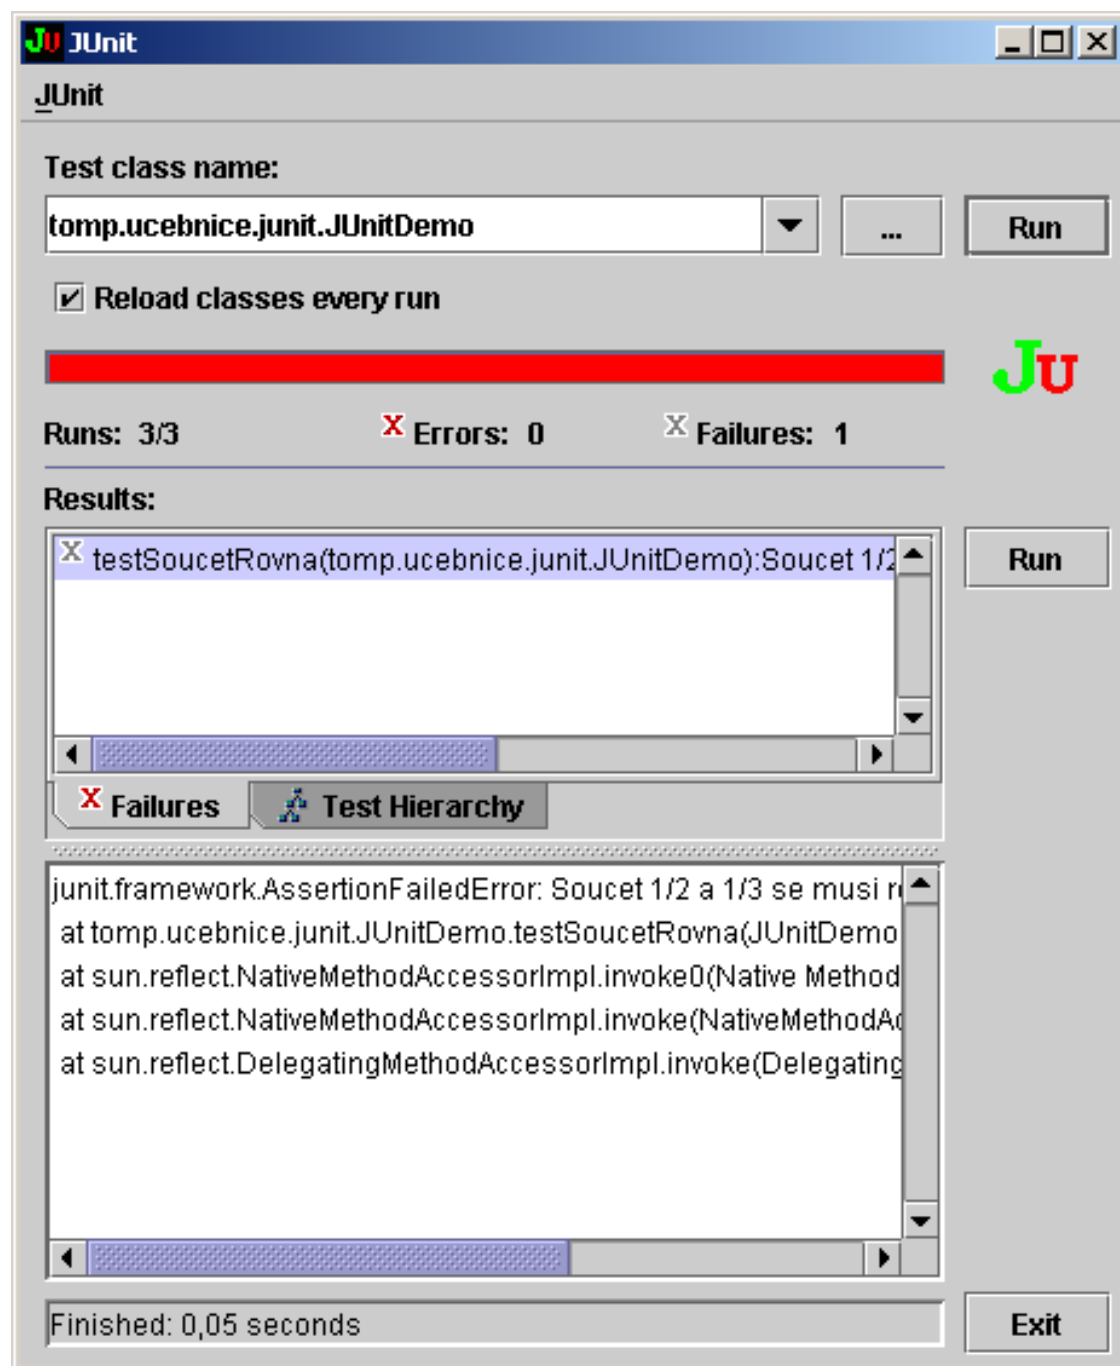 JU JUnit
JUnit
Test class name:
tomp.ucebnice.junit.JUnitDemo ... Run
Reload classes every run
JU
Runs: 3/3 X Errors: 0 X Failures: 1
Results:
X testSoucetRovna(tomp.ucebnice.junit.JUnitDemo):Soucet 1/2 Run
X Failures Test Hierarchy
junit.framework.AssertionFailedError: Soucet 1/2 a 1/3 se musi
at tomp.ucebnice.junit.JUnitDemo.testSoucetRovna(JUnitDemo
at sun.reflect.NativeMethodAccessorImpl.invoke0(Native Method
at sun.reflect.NativeMethodAccessorImpl.invoke(NativeMethodAc
at sun.reflect.DelegatingMethodAccessorImpl.invoke(Delegating
Finished: 0,05 seconds Exit